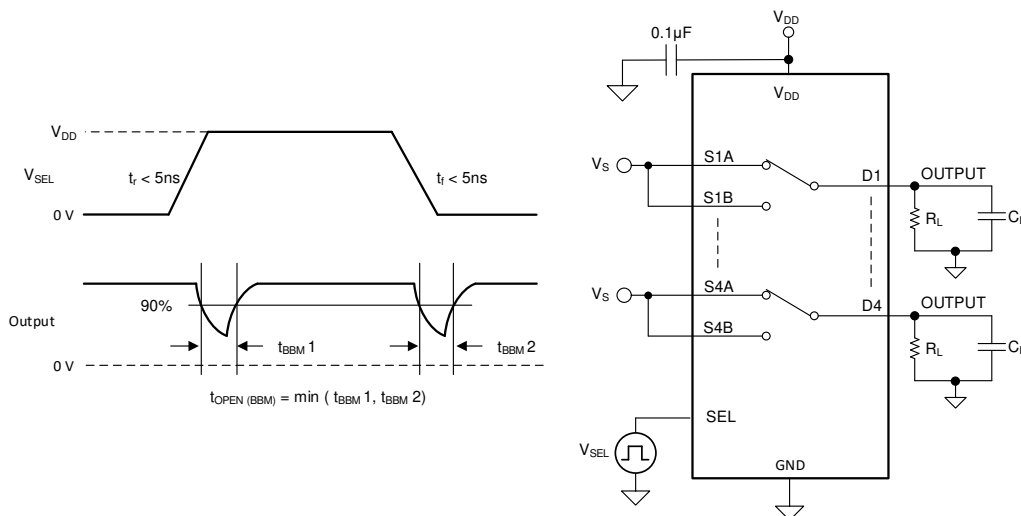 V_DD
V_SEL
t_r < 5ns
t_f < 5ns
0 V
90%
Output
t_BBM 1
t_BBM 2
0 V
t_OPEN (BBM) = min ( t_BBM 1, t_BBM 2)
V_DD
0.1µF
V_DD
V_S
S1A
D1
OUTPUT
S1B
R_L
V_S
S4A
D4
OUTPUT
S4B
R_L
SEL
V_SEL
GND